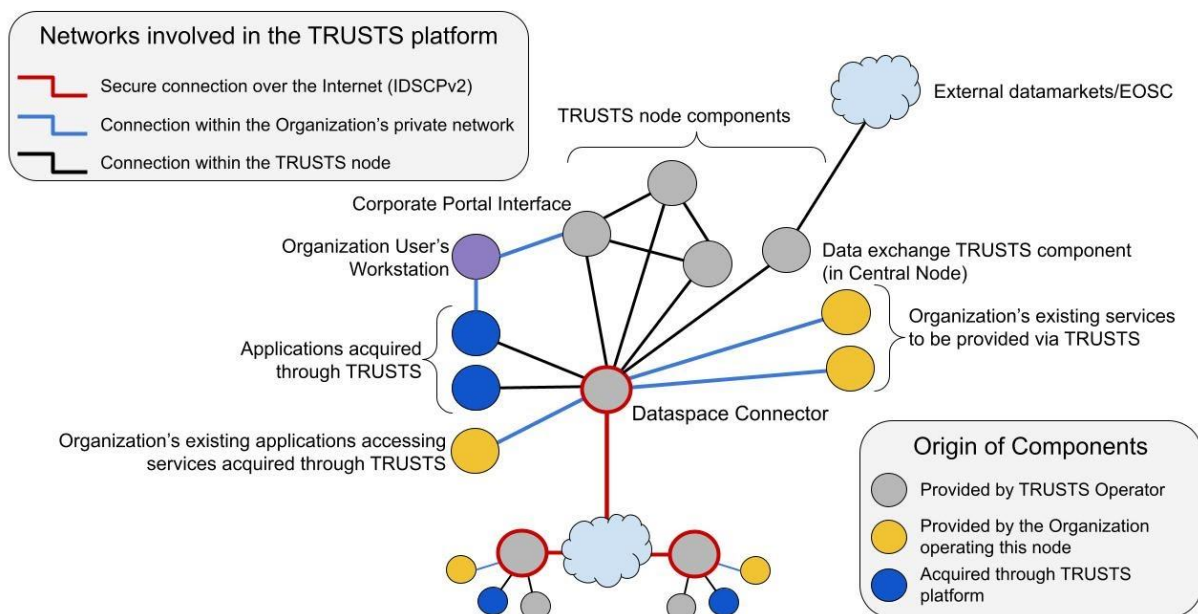 Networks involved in the TRUSTS platform
Secure connection over the Internet (IDSCPv2)
Connection within the Organization's private network
Connection within the TRUSTS node
External datamarkets/EOSC
TRUSTS node components
Corporate Portal Interface
Organization User's
Workstation
Data exchange TRUSTS component
(in Central Node)
Applications acquired
through TRUSTS
Organization's existing services
to be provided via TRUSTS
Dataspace Connector
Organization's existing applications accessing
services acquired through TRUSTS
Origin of Components
Provided by TRUSTS Operator
Provided by the Organization
operating this node
Acquired through TRUSTS
platform